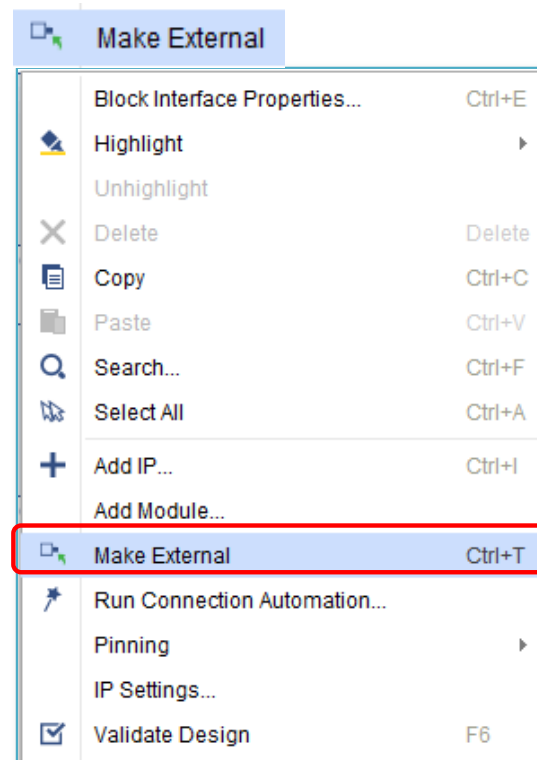 Make External
Block Interface Properties... Ctrl+E
Highlight
Unhighlight
Delete Delete
Copy Ctrl+C
Paste Ctrl+V
Search... Ctrl+F
Select All Ctrl+A
Add IP... Ctrl+I
Add Module...
Make External Ctrl+T
Run Connection Automation...
Pinning
IP Settings...
Validate Design F6